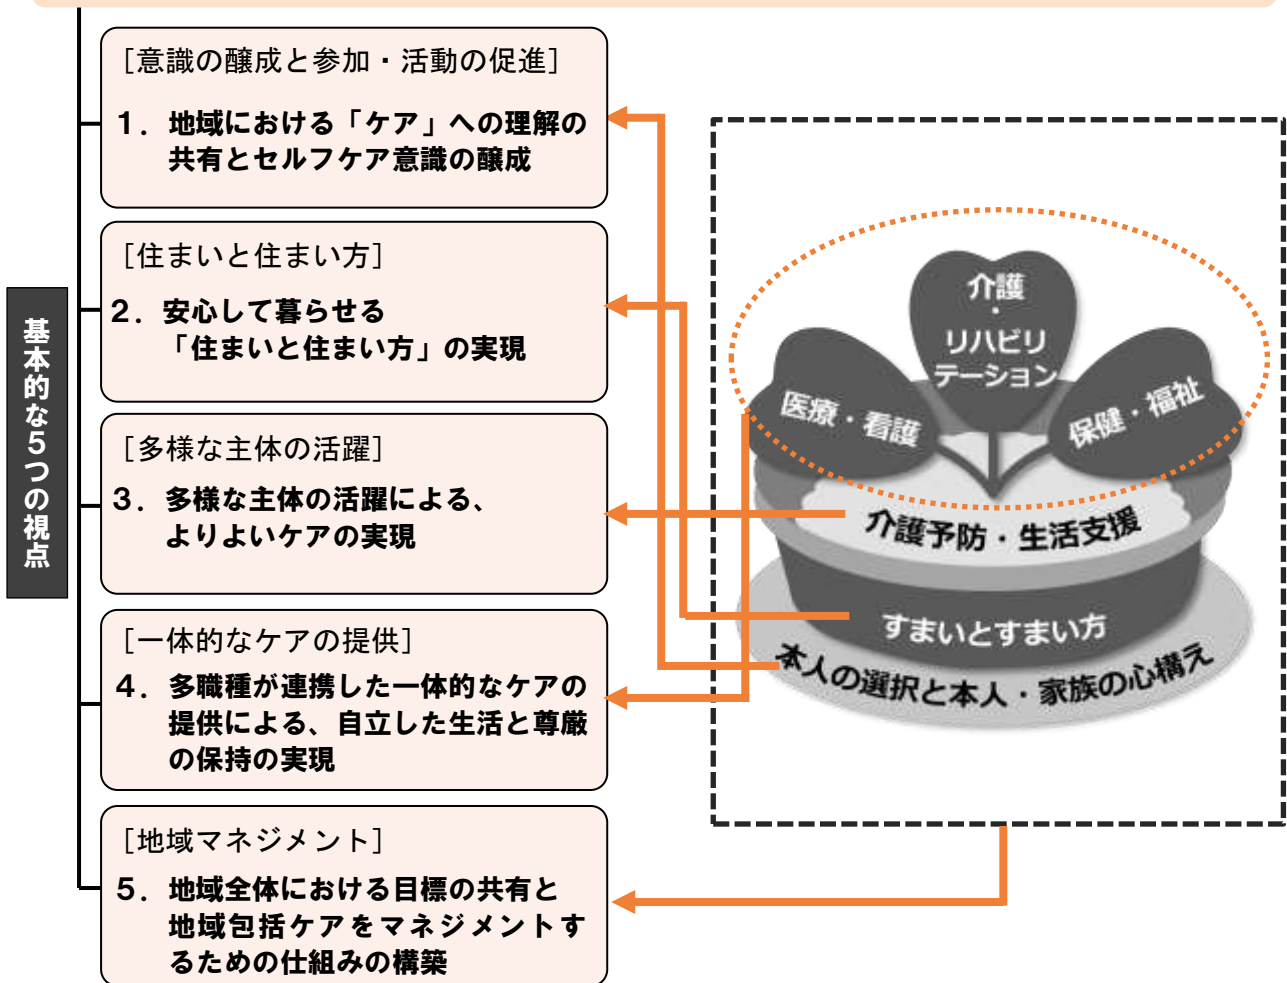 基本的な5つの視点
［意識の醸成と参加・活動の促進］
1．地域における「ケア」への理解の
共有とセルフケア意識の醸成
［住まいと住まい方］
2．安心して暮らせる
「住まいと住まい方」の実現
［多様な主体の活躍］
3．多様な主体の活躍による、
よりよいケアの実現
［一体的なケアの提供］
4．多職種が連携した一体的なケアの
提供による、自立した生活と尊厳
の保持の実現
［地域マネジメント］
5．地域全体における目標の共有と
地域包括ケアをマネジメントす
るための仕組みの構築
介護
・
リハビリ
テーション
医療・看護
保健・福祉
介護予防・生活支援
すまいとすまい方
本人の選択と本人・家族の心構え